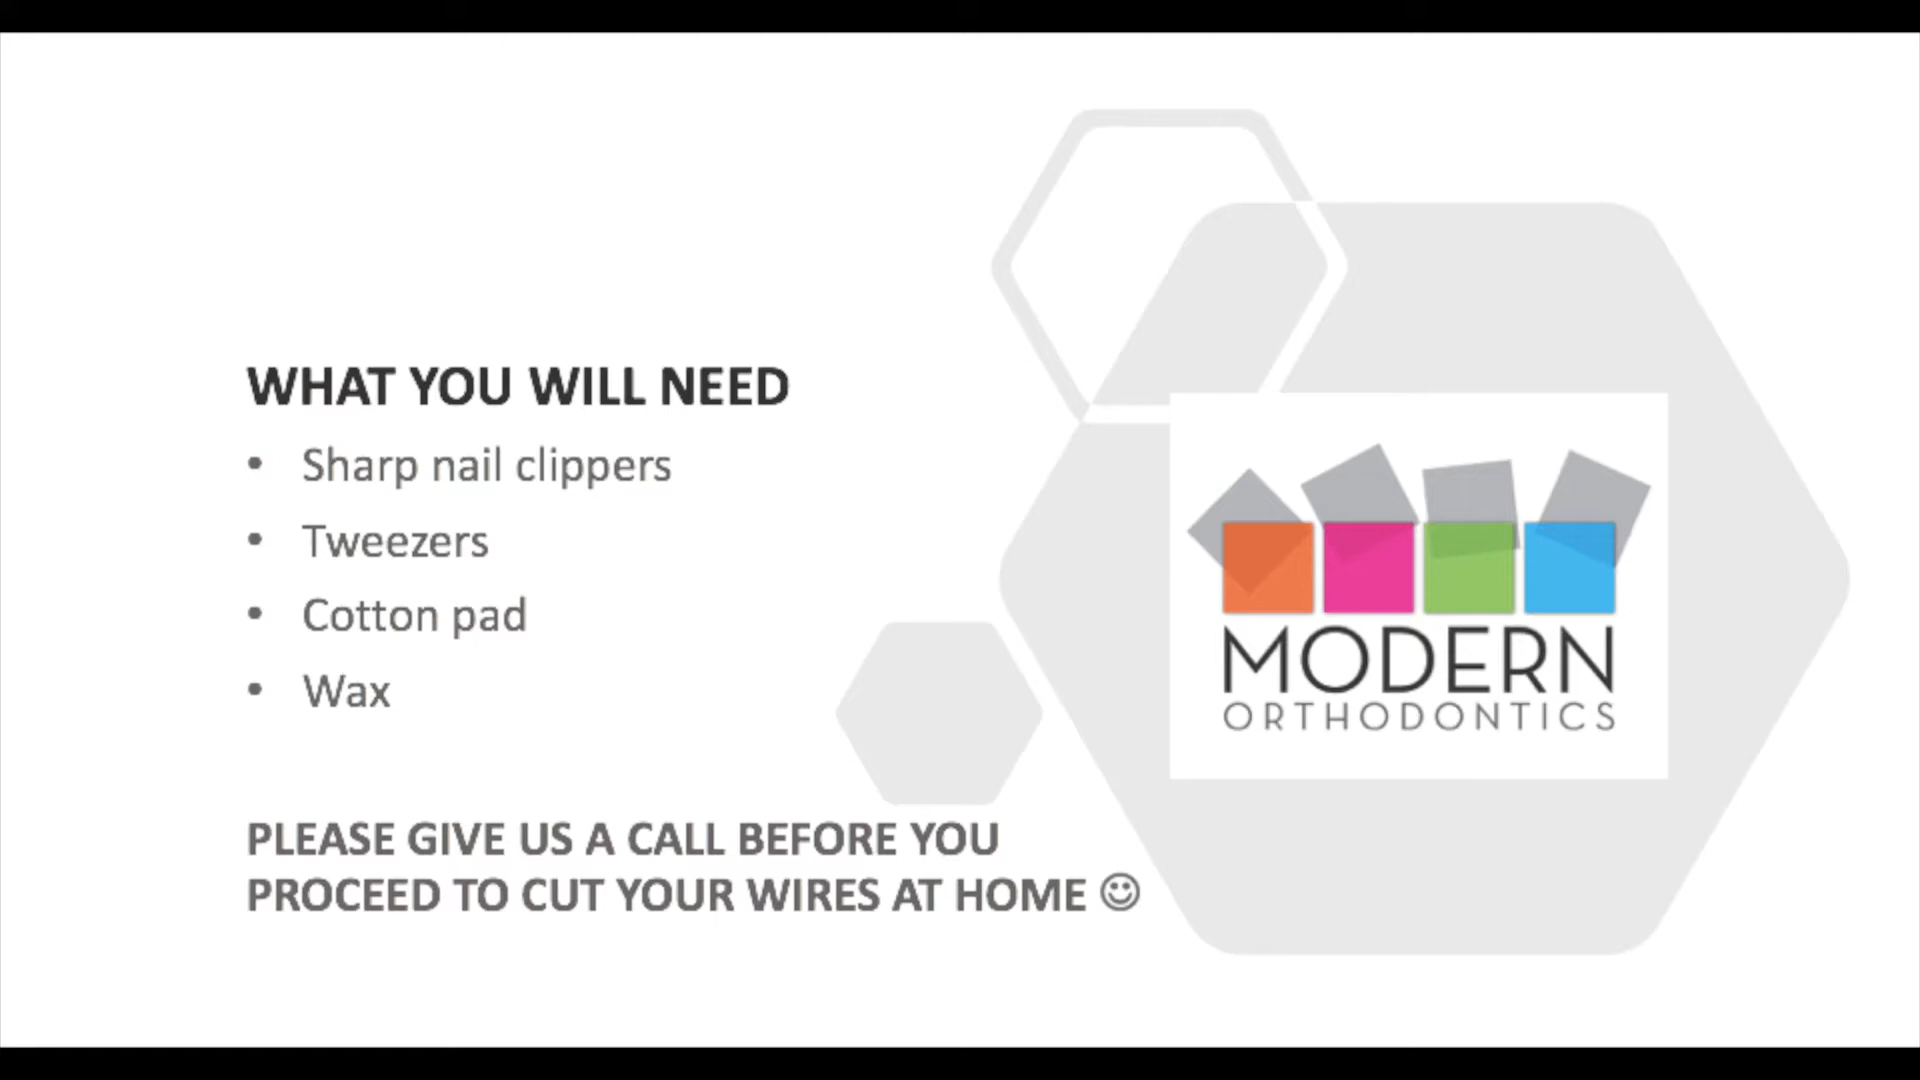 WHAT YOU WILL NEED
• Sharp nail clippers
• Tweezers
• Cotton pad
• Wax
PLEASE GIVE US A CALL BEFORE YOU
PROCEED TO CUT YOUR WIRES AT HOME ☺
MODERN
ORTHODONTICS